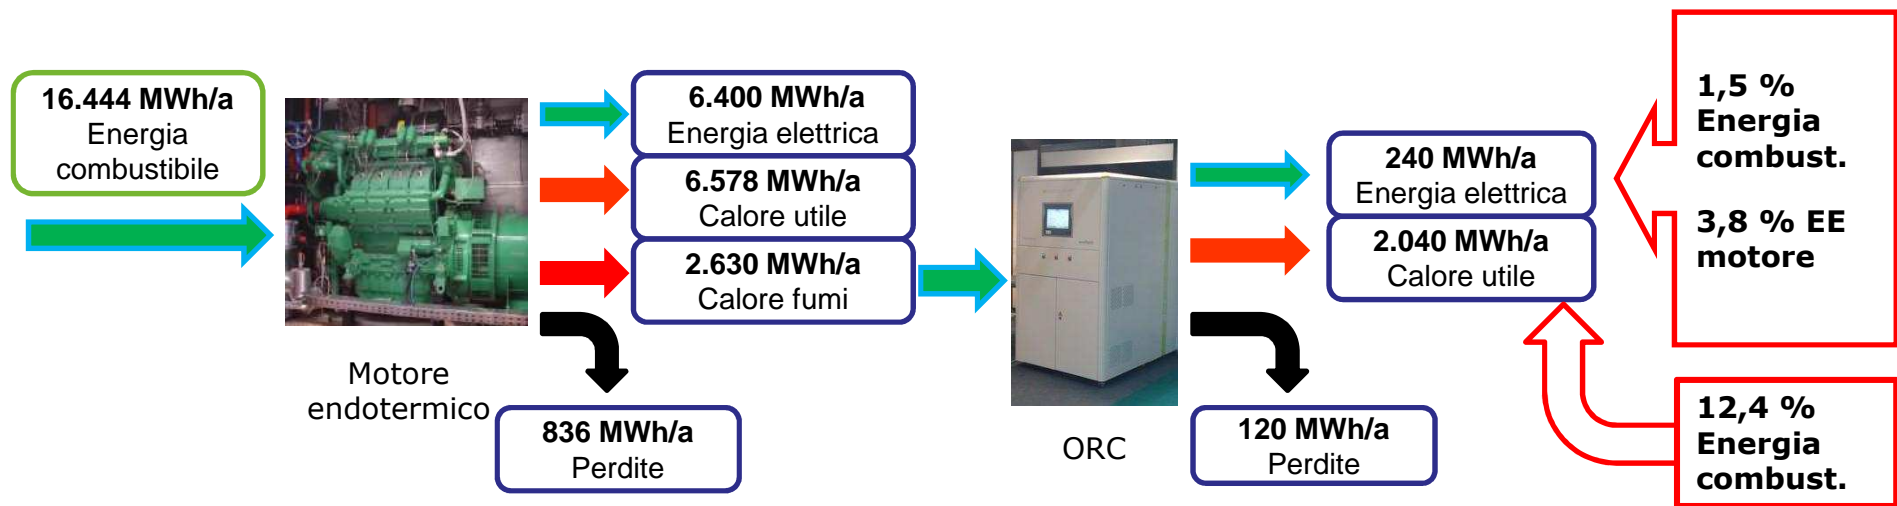 16.444 MWh/a
Energia
combustibile
6.400 MWh/a
Energia elettrica
6.578 MWh/a
Calore utile
2.630 MWh/a
Calore fumi
Motore
endotermico
836 MWh/a
Perdite
240 MWh/a
Energia elettrica
2.040 MWh/a
Calore utile
ORC
120 MWh/a
Perdite
1,5 %
Energia
combust.
3,8 % EE
motore
12,4 %
Energia
combust.